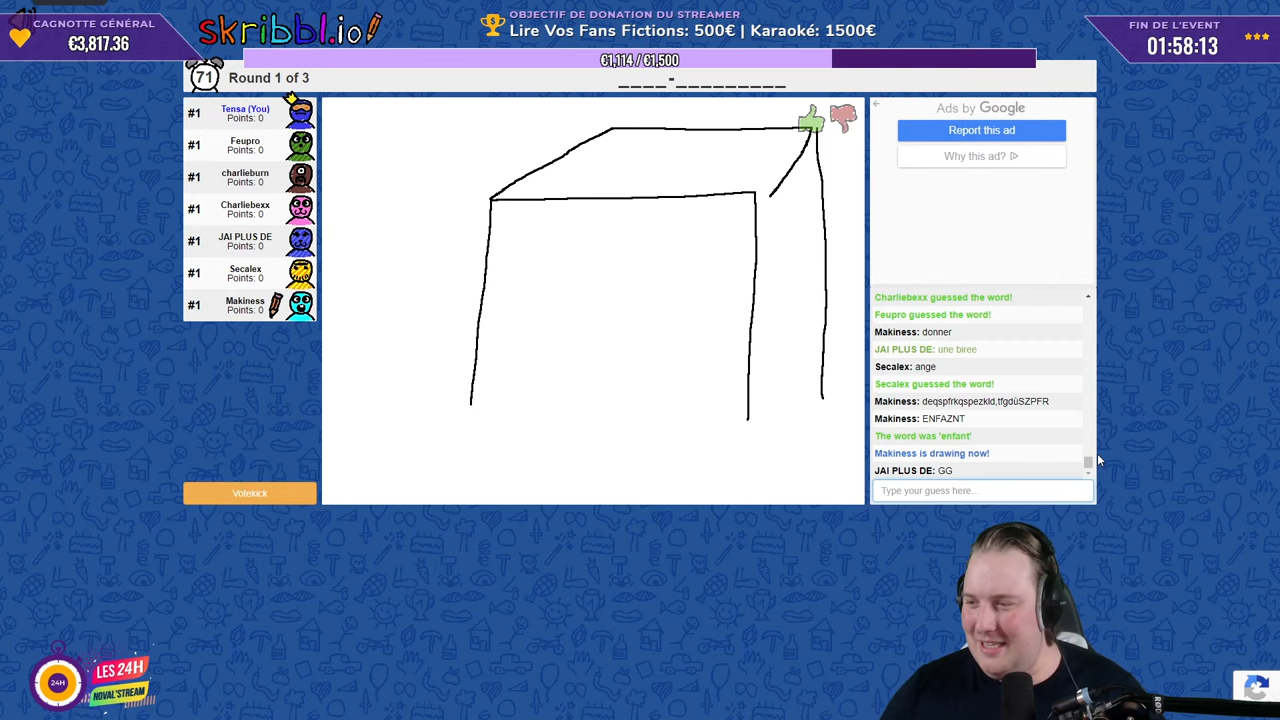 CAGNOTTE GÉNÉRAL
€3,817.36
skribbl.io
OBJECTIF DE DONATION DU STREAMER
Lire Vos Fans Fictions: 500€ | Karaoké: 1500€
€1,114 / €1,500
FIN DE L'EVENT
01:58:13
71
Round 1 of 3
____-_________
#1 Tensa (You)
Points: 0
#1 Feupro
Points: 0
#1 charlieburn
Points: 0
#1 Charliebexx
Points: 0
#1 JAI PLUS DE
Points: 0
#1 Secalex
Points: 0
#1 Makiness
Points: 0
Votekick
Ads by Google
Report this ad
Why this ad?
Charliebexx guessed the word!
Feupro guessed the word!
Makiness: donner
JAI PLUS DE: une biree
Secalex: ange
Secalex guessed the word!
Makiness: deqspfrkqspezkld,tfgdùSZPFR
Makiness: ENFAZNT
The word was 'enfant'
Makiness is drawing now!
JAI PLUS DE: GG
Type your guess here...
24H
LES 24H
NOVAL'STREAM